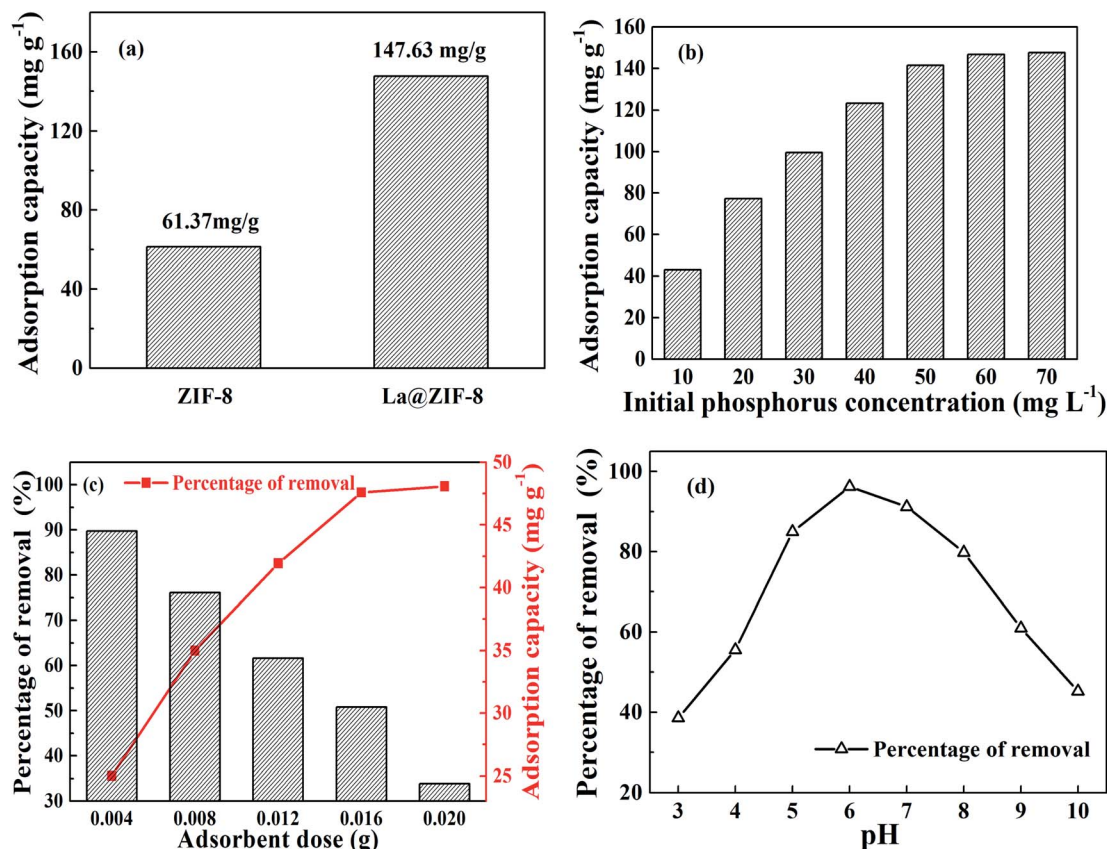 (a)
147.63 mg/g
61.37mg/g
Adsorption capacity (mg g⁻¹)
160
120
80
40
0
ZIF-8
La@ZIF-8
(b)
Adsorption capacity (mg g⁻¹)
160
140
120
100
80
60
40
20
0
10 20 30 40 50 60 70
Initial phosphorus concentration (mg L⁻¹)
(c)
Percentage of removal
Percentage of removal (%)
100
90
80
70
60
50
40
30
Adsorption capacity (mg g⁻¹)
50
45
40
35
30
25
0.004 0.008 0.012 0.016 0.020
Adsorbent dose (g)
(d)
Percentage of removal (%)
100
80
60
40
20
Percentage of removal
3 4 5 6 7 8 9 10
pH